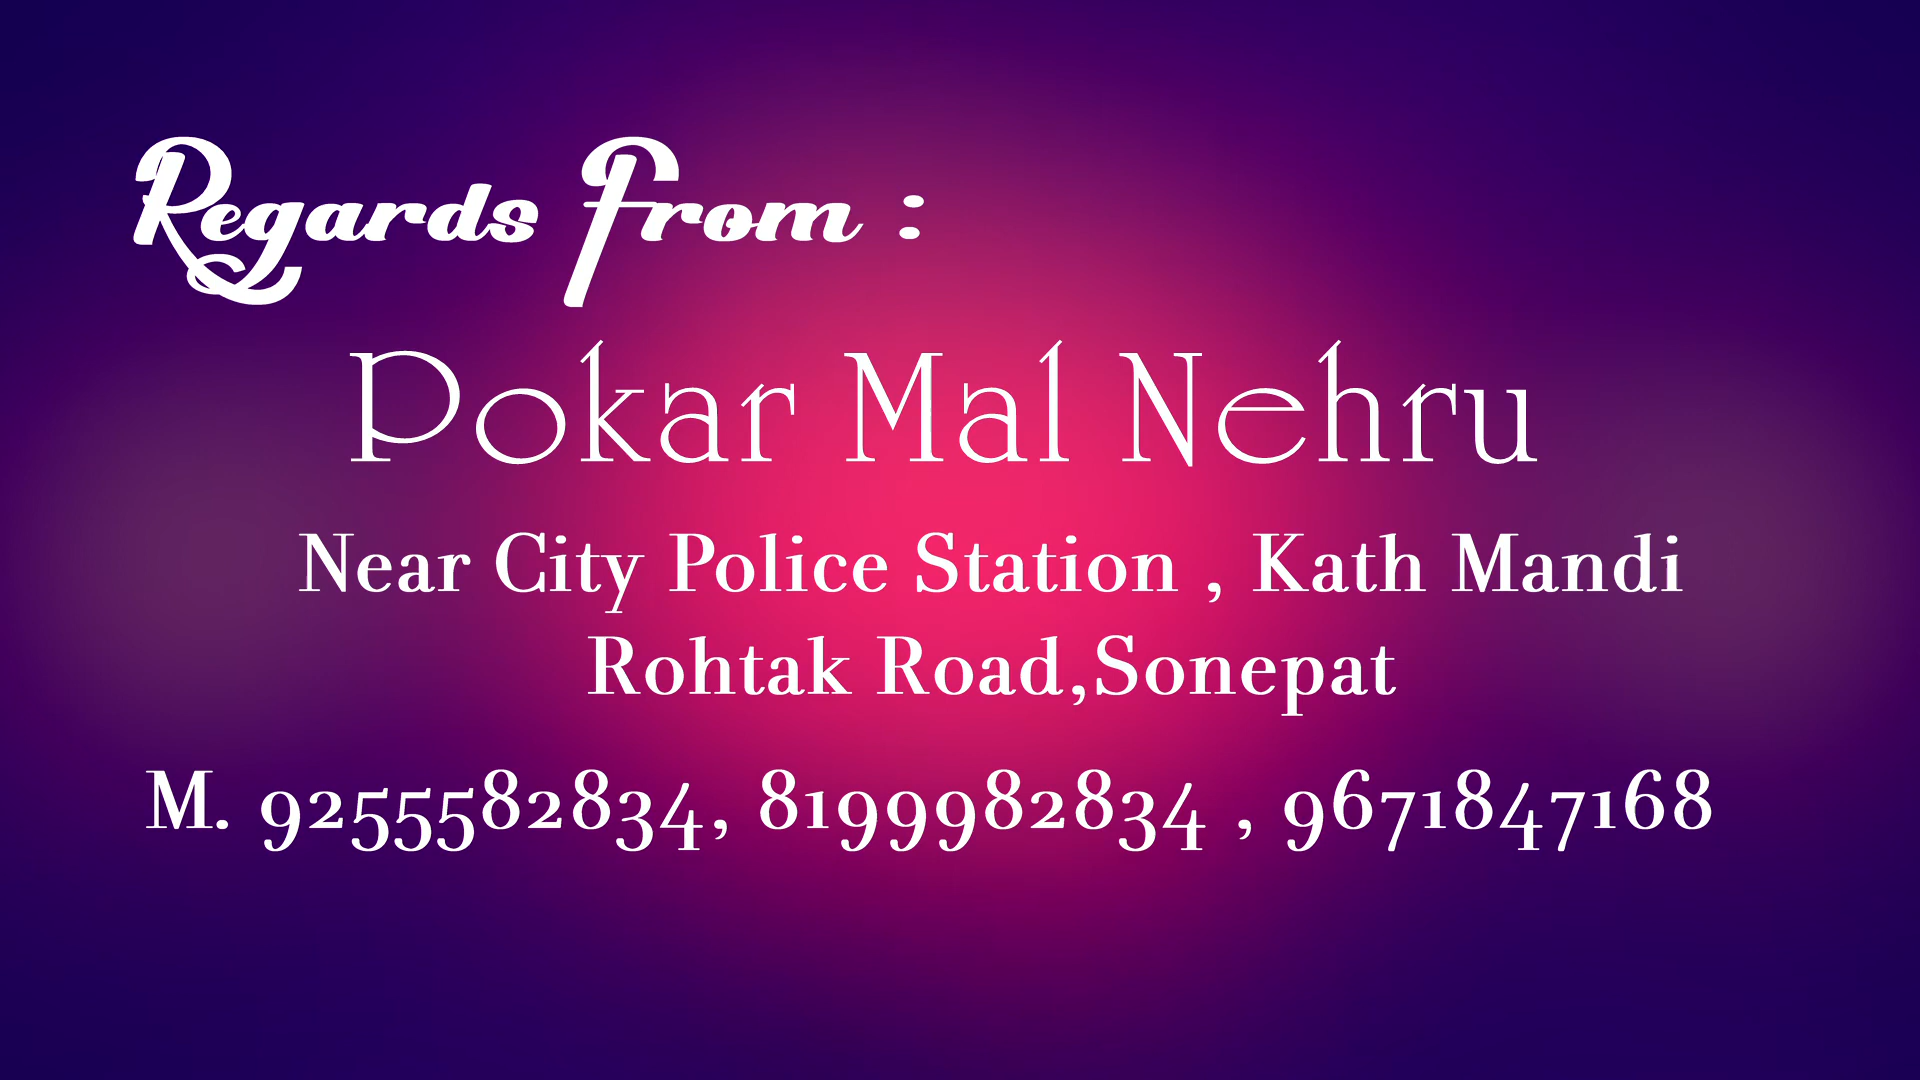 Regards From :
Pokar Mal Nehru
Near City Police Station , Kath Mandi
Rohtak Road,Sonepat
M. 9255582834, 8199982834 , 9671847168